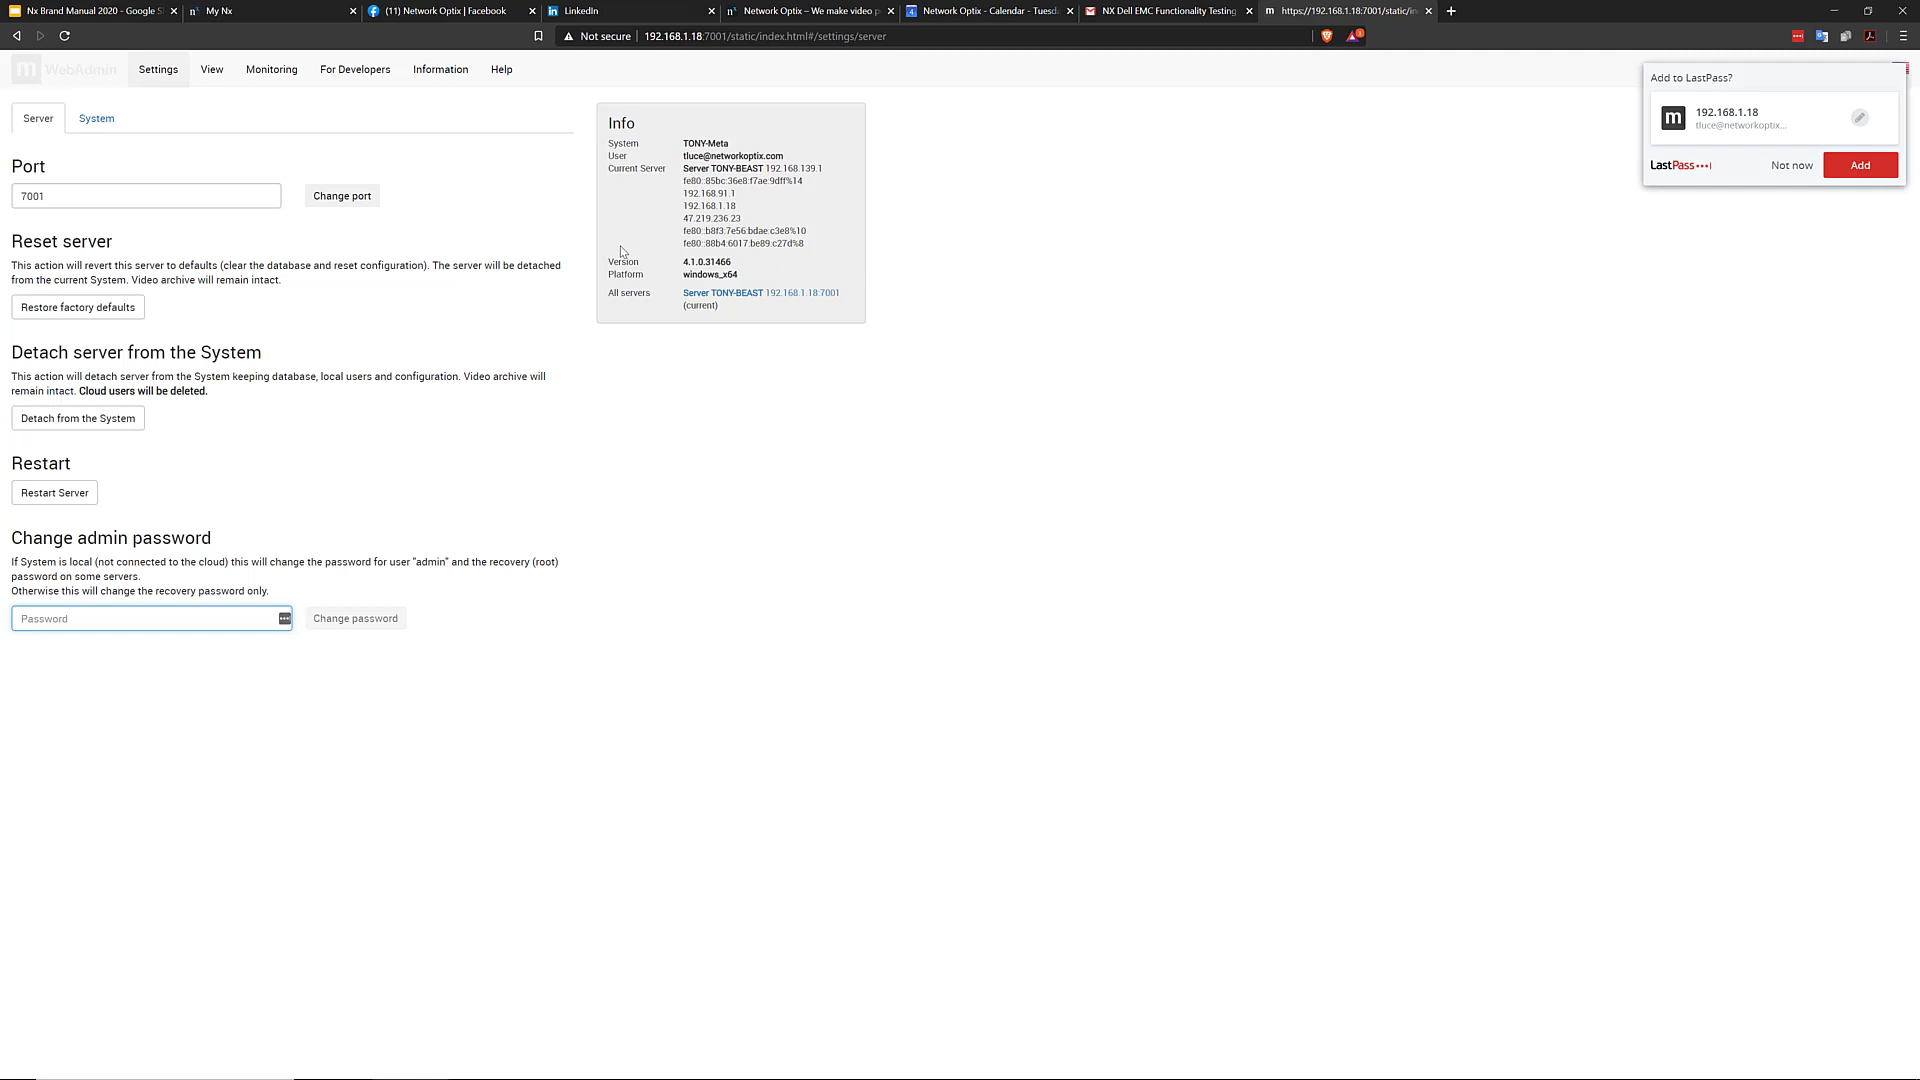 Nx Brand Manual 2020 - Google S
My Nx
(11) Network Optix | Facebook
LinkedIn
Network Optix – We make video p
Network Optix - Calendar - Tuesd
NX Dell EMC Functionality Testing
https://192.168.1.18:7001/static/in
Not secure
192.168.1.18:7001/static/index.html#/settings/server
WebAdmin
Settings
View
Monitoring
For Developers
Information
Help
Add to LastPass?
192.168.1.18
tluce@networkoptix...
LastPass
Not now
Add
Server
System
Port
7001
Change port
Reset server
This action will revert this server to defaults (clear the database and reset configuration). The server will be detached
from the current System. Video archive will remain intact.
Restore factory defaults
Detach server from the System
This action will detach server from the System keeping database, local users and configuration. Video archive will
remain intact. Cloud users will be deleted.
Detach from the System
Restart
Restart Server
Change admin password
If System is local (not connected to the cloud) this will change the password for user "admin" and the recovery (root)
password on some servers.
Otherwise this will change the recovery password only.
Password
Change password
Info
System TONY-Meta
User tluce@networkoptix.com
Current Server Server TONY-BEAST 192.168.139.1
fe80::85bc:36e8:f7ae:9dff%14
192.168.91.1
192.168.1.18
47.219.236.23
fe80::b8f3:7e56:bdae:c3e8%10
fe80::88b4:6017:be89:c27d%8
Version 4.1.0.31466
Platform windows_x64
All servers Server TONY-BEAST 192.168.1.18:7001
(current)